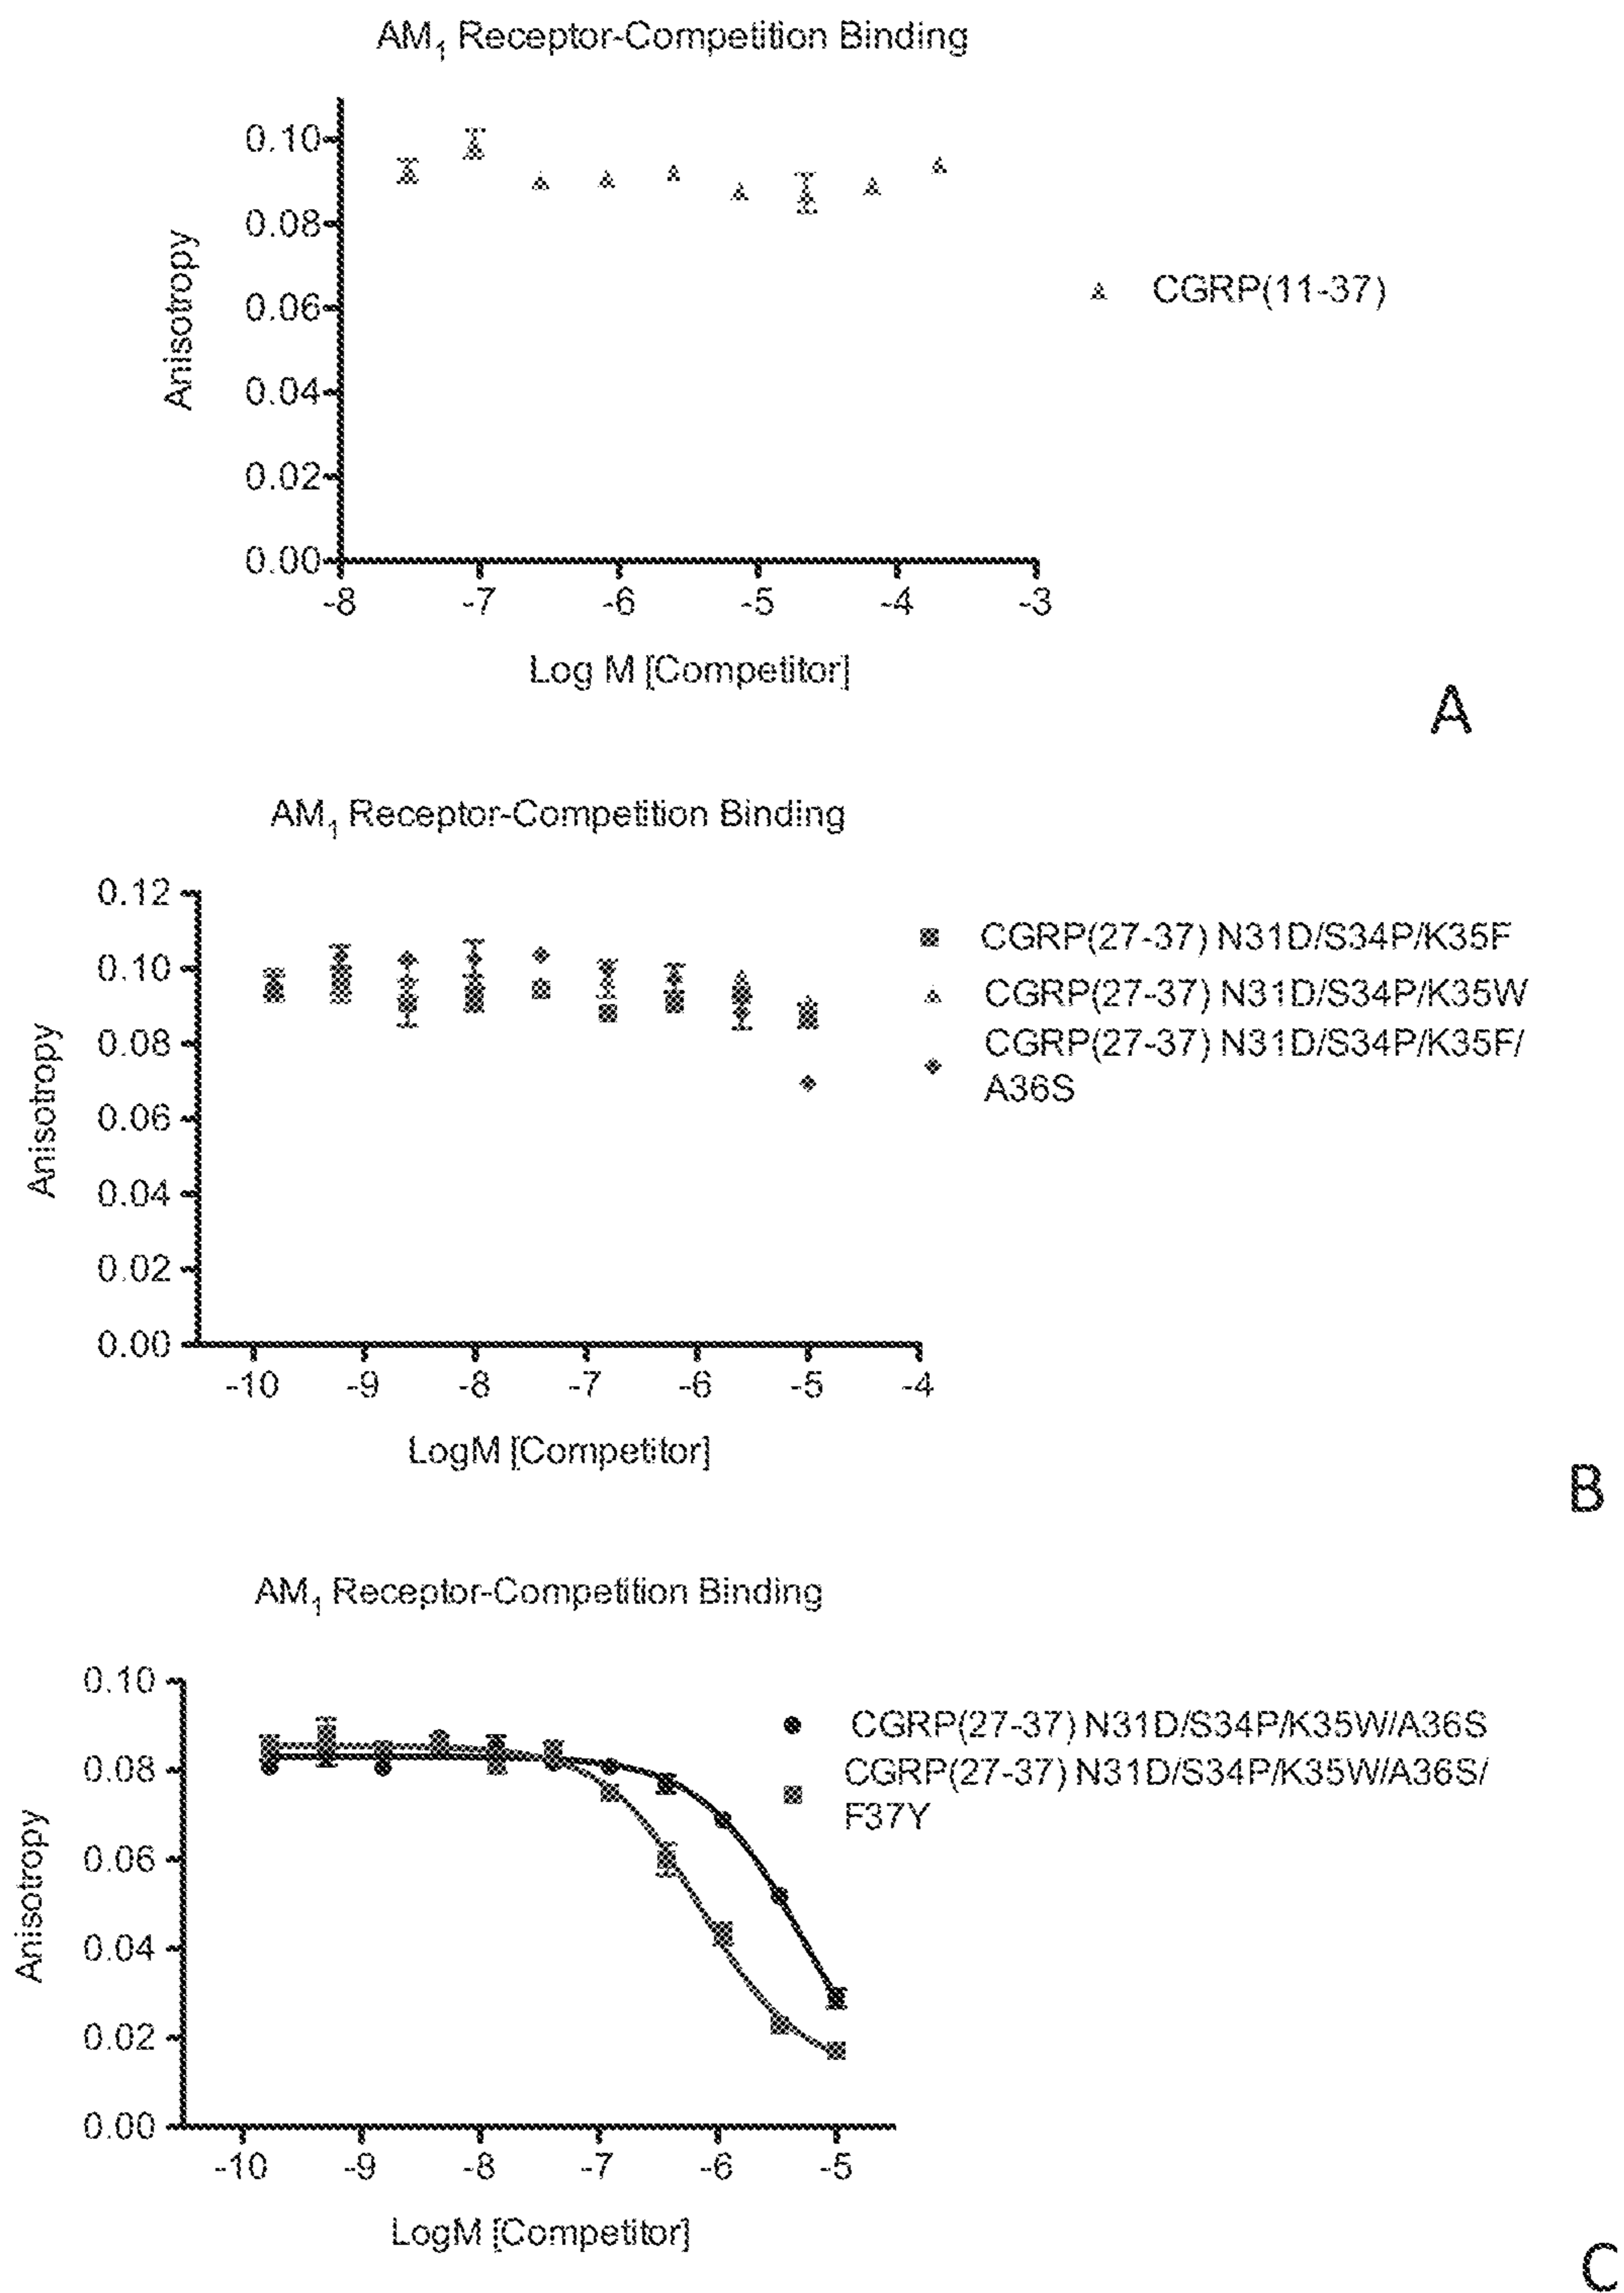 AM1 Receptor-Competition Binding
0.10
0.08
0.06
0.04
0.02
0.00
Anisotropy
CGRP(11-37)
-8 -7 -6 -5 -4 -3
Log M [Competitor]
A
AM1 Receptor-Competition Binding
0.12
0.10
0.08
0.06
0.04
0.02
0.00
Anisotropy
CGRP(27-37) N31D/S34P/K35F
CGRP(27-37) N31D/S34P/K35W
CGRP(27-37) N31D/S34P/K35F/
A36S
-10 -9 -8 -7 -6 -5 -4
LogM [Competitor]
B
AM1 Receptor-Competition Binding
0.10
0.08
0.06
0.04
0.02
0.00
Anisotropy
CGRP(27-37) N31D/S34P/K35W/A36S
CGRP(27-37) N31D/S34P/K35W/A36S/
F37Y
-10 -9 -8 -7 -6 -5
LogM [Competitor]
C